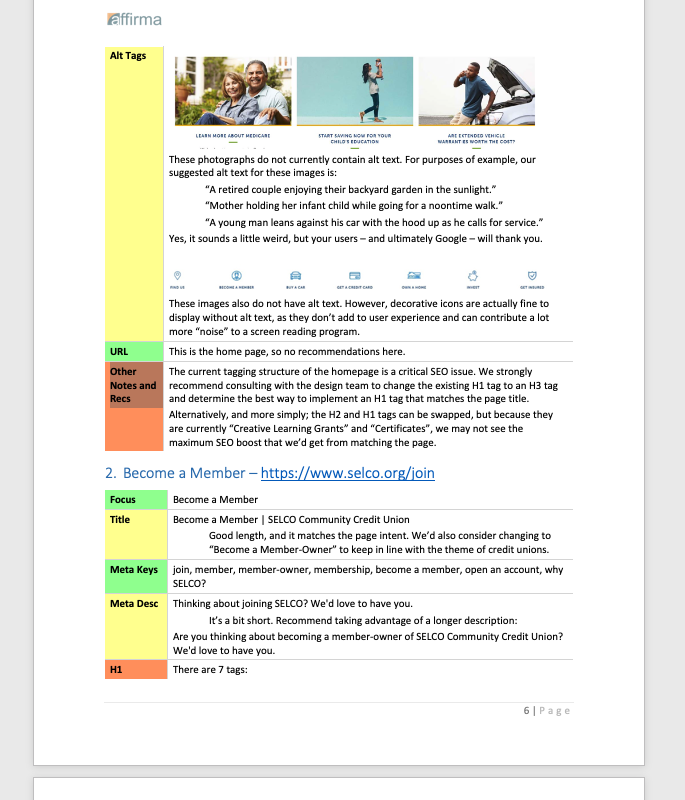 affirma
Alt Tags
LEARN MORE ABOUT MEDICARE
START SAVING NOW FOR YOUR
CHILD'S EDUCATION
ARE EXTENDED VEHICLE
WARRANTIES WORTH THE COST?
These photographs do not currently contain alt text. For purposes of example, our
suggested alt text for these images is:
“A retired couple enjoying their backyard garden in the sunlight.”
“Mother holding her infant child while going for a noontime walk.”
“A young man leans against his car with the hood up as he calls for service.”
Yes, it sounds a little weird, but your users – and ultimately Google – will thank you.
FIND US BECOME A MEMBER BUY A CAR GET A CREDIT CARD OWN A HOME INVEST GET INSURED
These images also do not have alt text. However, decorative icons are actually fine to
display without alt text, as they don’t add to user experience and can contribute a lot
more “noise” to a screen reading program.
URL
This is the home page, so no recommendations here.
Other
Notes and
Recs
The current tagging structure of the homepage is a critical SEO issue. We strongly
recommend consulting with the design team to change the existing H1 tag to an H3 tag
and determine the best way to implement an H1 tag that matches the page title.
Alternatively, and more simply; the H2 and H1 tags can be swapped, but because they
are currently “Creative Learning Grants” and “Certificates”, we may not see the
maximum SEO boost that we’d get from matching the page.
2. Become a Member – https://www.selco.org/join
Focus
Become a Member
Title
Become a Member | SELCO Community Credit Union
Good length, and it matches the page intent. We’d also consider changing to
“Become a Member-Owner” to keep in line with the theme of credit unions.
Meta Keys
join, member, member-owner, membership, become a member, open an account, why
SELCO?
Meta Desc
Thinking about joining SELCO? We'd love to have you.
It’s a bit short. Recommend taking advantage of a longer description:
Are you thinking about becoming a member-owner of SELCO Community Credit Union?
We'd love to have you.
H1
There are 7 tags:
6 | Page